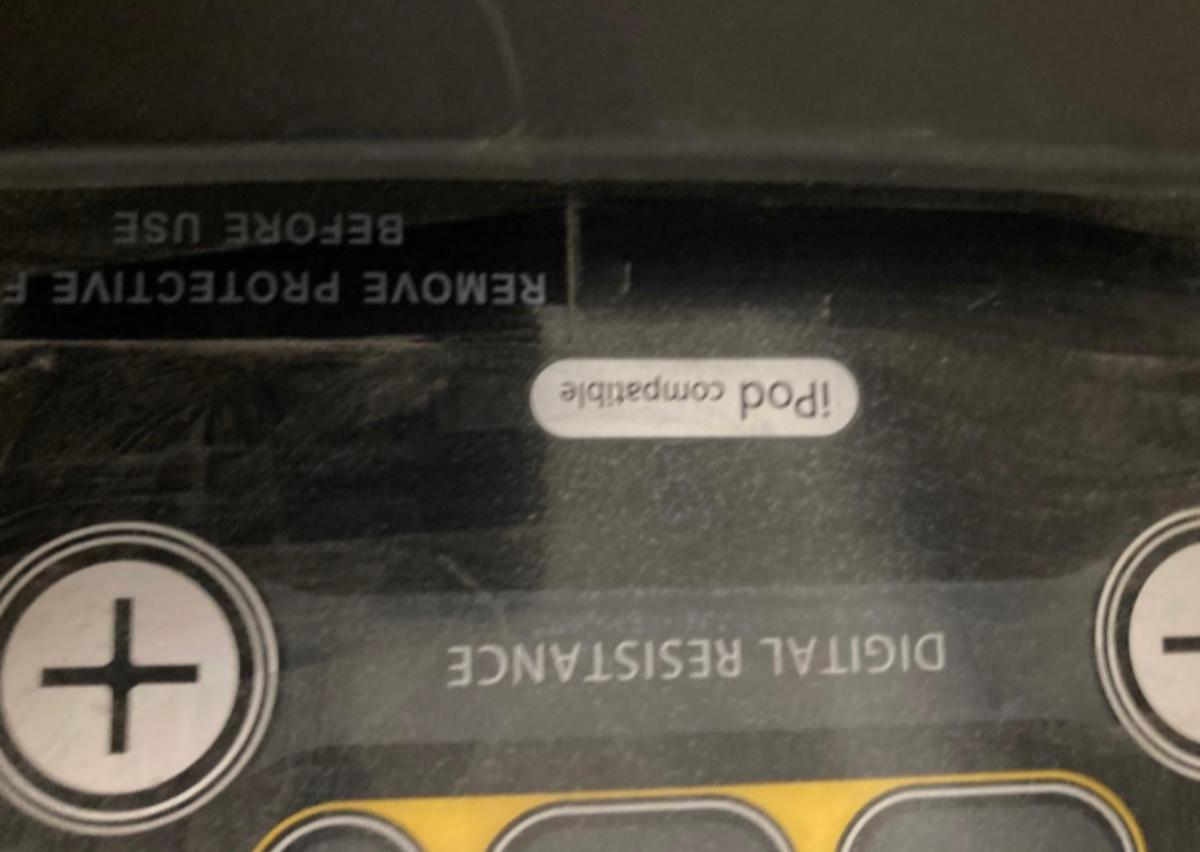 DIGITAL RESISTANCE
iPod compatible
REMOVE PROTECTIVE
BEFORE USE